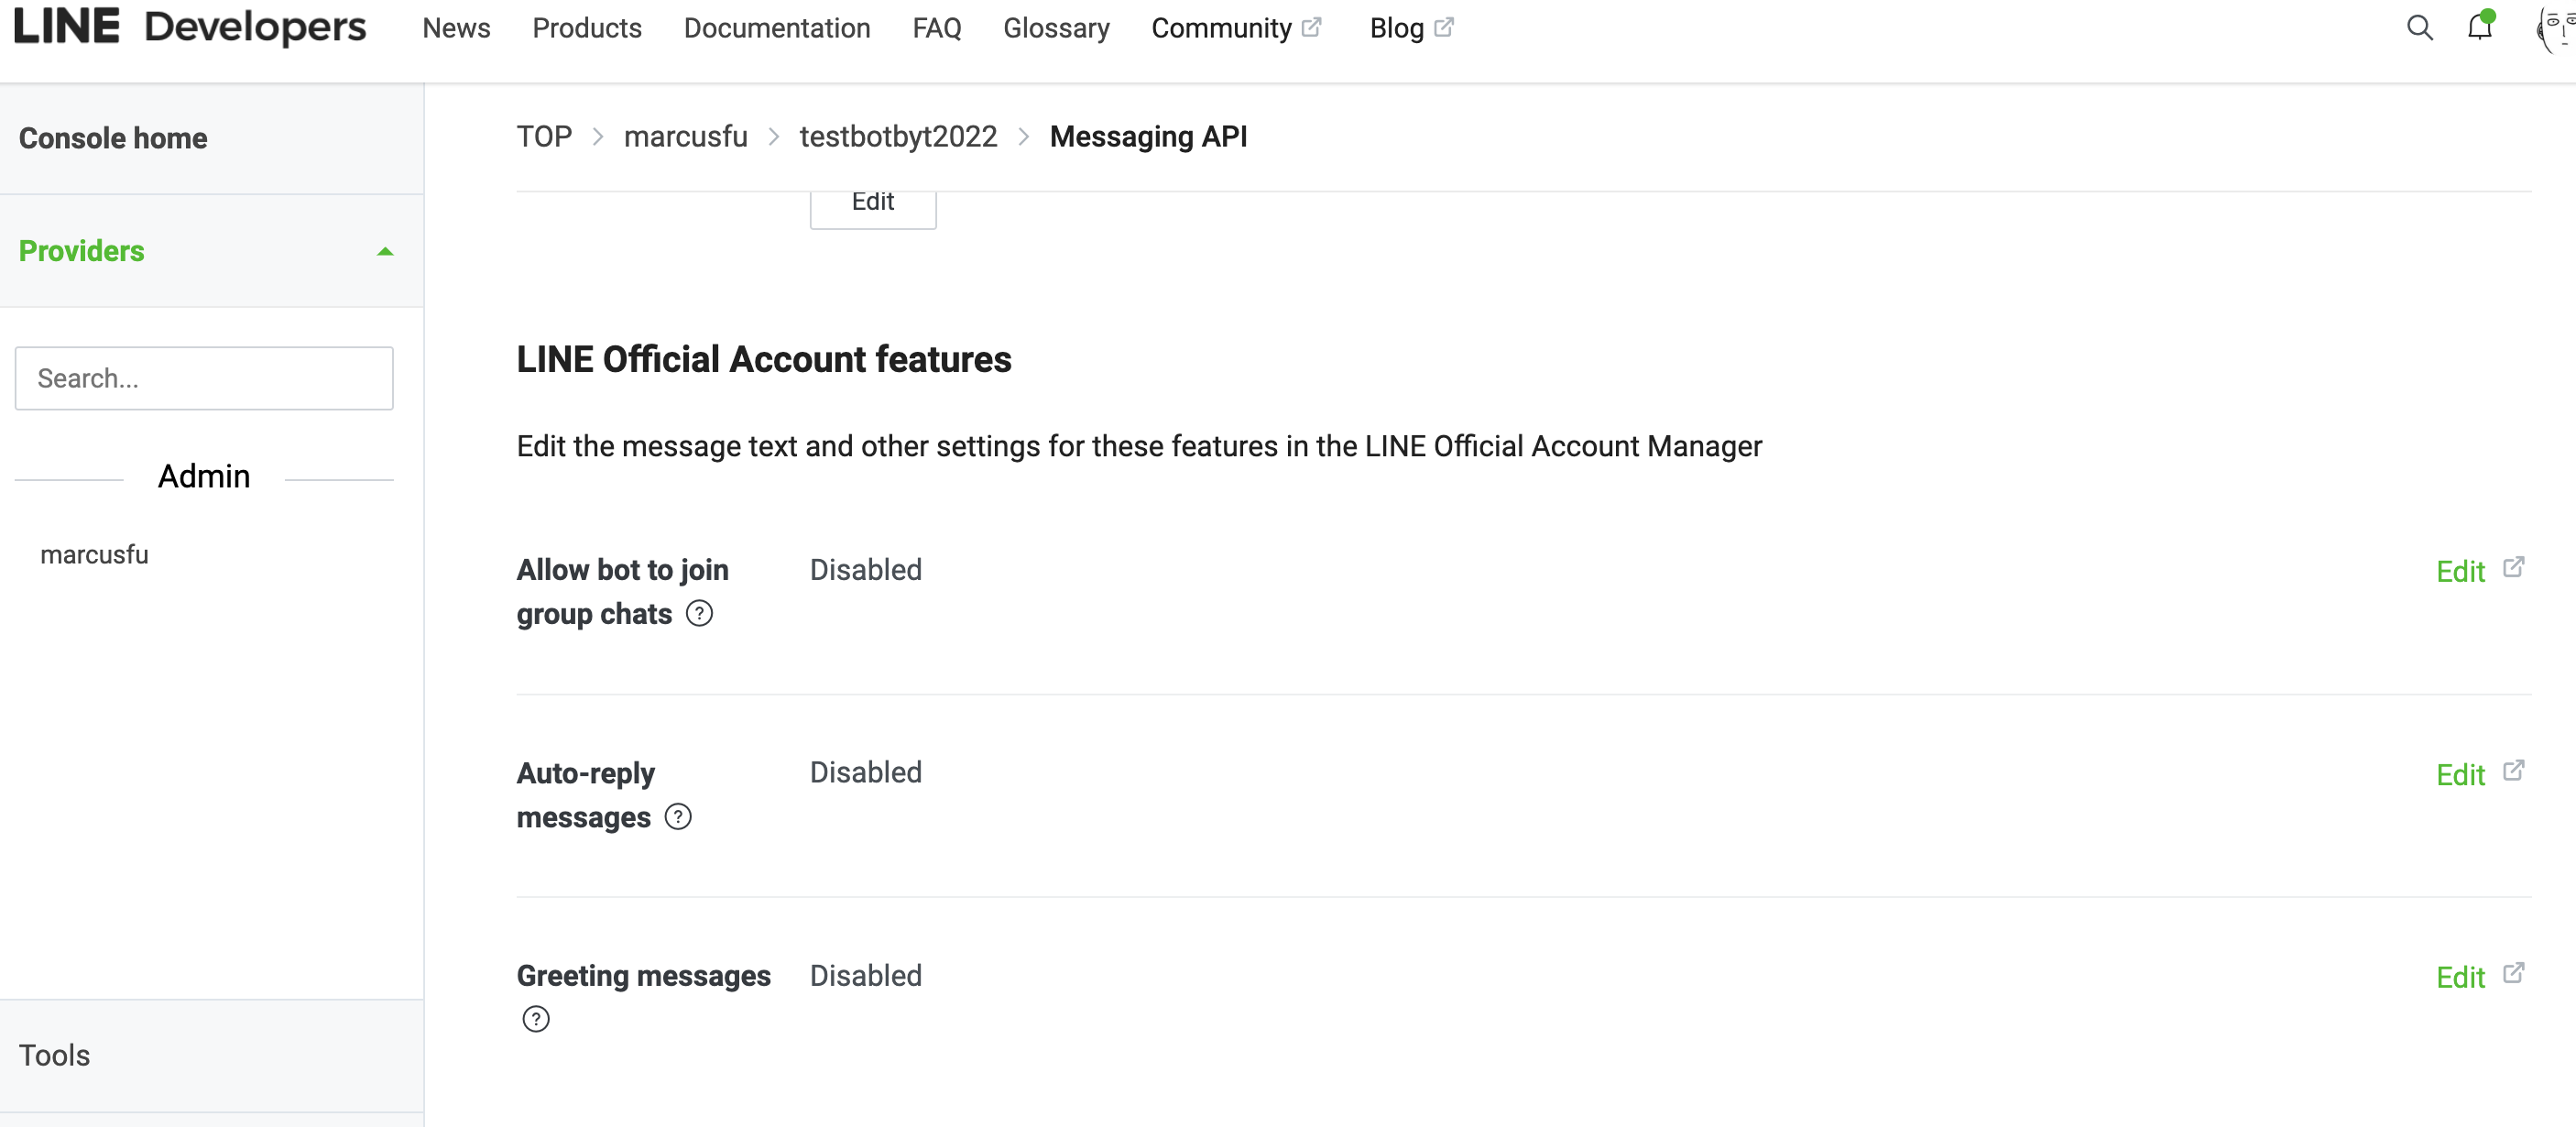 LINE Developers News Products Documentation FAQ Glossary Community Blog
Console home
TOP > marcusfu > testbotbyt2022 > Messaging API
Edit
Providers
Search...
Admin
marcusfu
Tools
LINE Official Account features
Edit the message text and other settings for these features in the LINE Official Account Manager
Allow bot to join
group chats ?
Disabled
Edit
Auto-reply
messages ?
Disabled
Edit
Greeting messages
?
Disabled
Edit